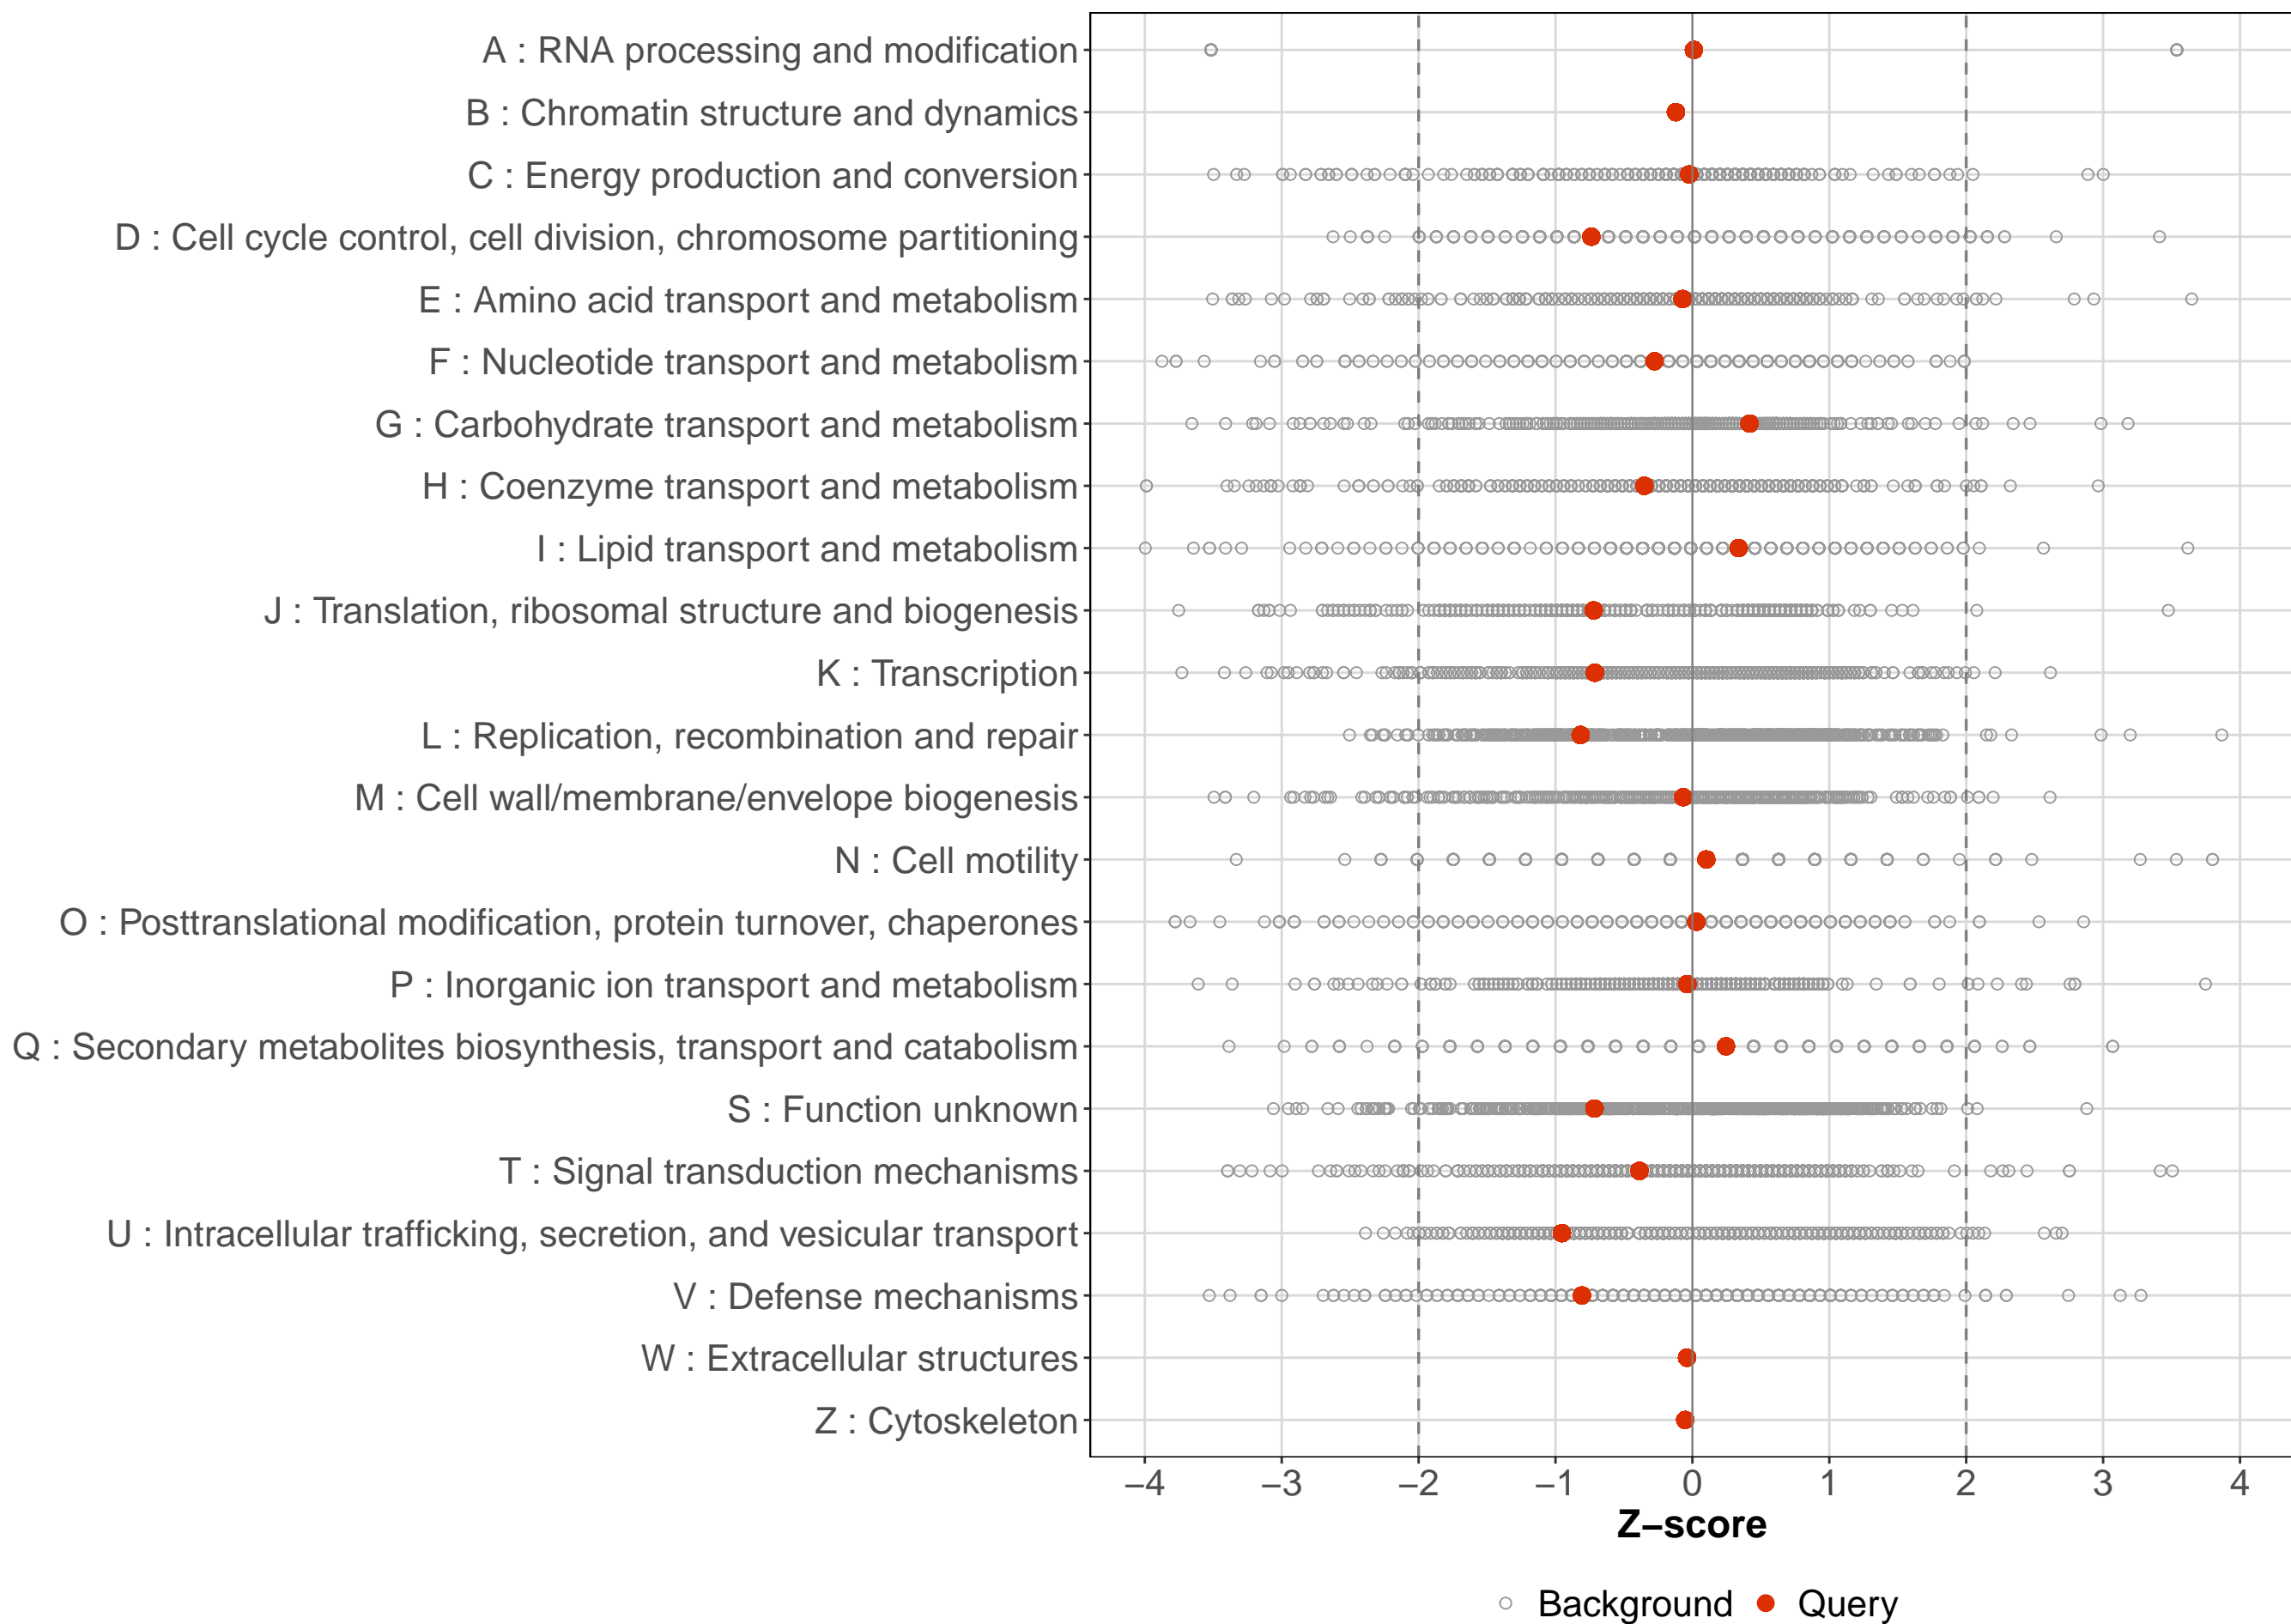 A : RNA processing and modification
B : Chromatin structure and dynamics
C : Energy production and conversion
D : Cell cycle control, cell division, chromosome partitioning
E : Amino acid transport and metabolism
F : Nucleotide transport and metabolism
G : Carbohydrate transport and metabolism
H : Coenzyme transport and metabolism
I : Lipid transport and metabolism
J : Translation, ribosomal structure and biogenesis
K : Transcription
L : Replication, recombination and repair
M : Cell wall/membrane/envelope biogenesis
N : Cell motility
O : Posttranslational modification, protein turnover, chaperones
P : Inorganic ion transport and metabolism
Q : Secondary metabolites biosynthesis, transport and catabolism
S : Function unknown
T : Signal transduction mechanisms
U : Intracellular trafficking, secretion, and vesicular transport
V : Defense mechanisms
W : Extracellular structures
Z : Cytoskeleton
−4 −3 −2 −1 0 1 2 3 4
Z−score
Background Query